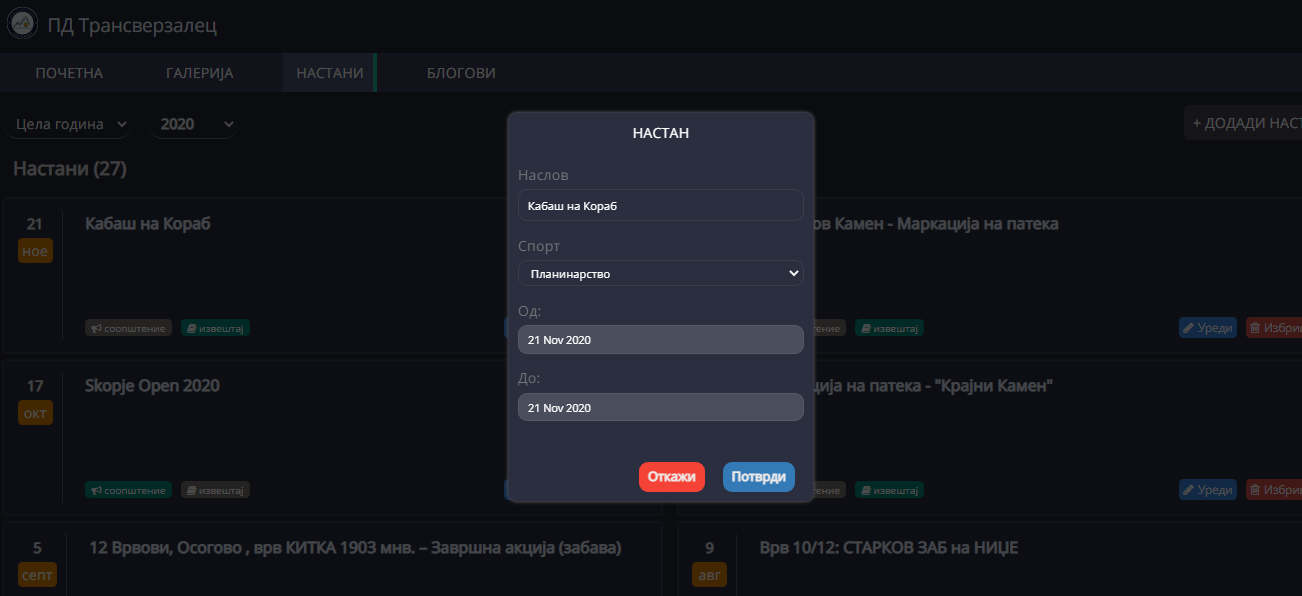 ПД Трансверзалец
ПОЧЕТНА ГАЛЕРИЈА НАСТАНИ БЛОГОВИ
Цела година 2020
+ ДОДАДИ НАСТ
Настани (27)
НАСТАН
Наслов
Кабаш на Кораб
Спорт
Планинарство
Од:
21 Nov 2020
До:
21 Nov 2020
Откажи Потврди
21
ное
Кабаш на Кораб
соопштение извештај
ов Камен - Маркација на патека
ение извештај Уреди Избри
17
окт
Skopje Open 2020
соопштение извештај
ција на патека - "Крајни Камен"
ение извештај Уреди Избри
5
септ
12 Врвови, Осогово , врв КИТКА 1903 мнв. – Завршна акција (забава)
9
авг
Врв 10/12: СТАРКОВ ЗАБ на НИЏЕ